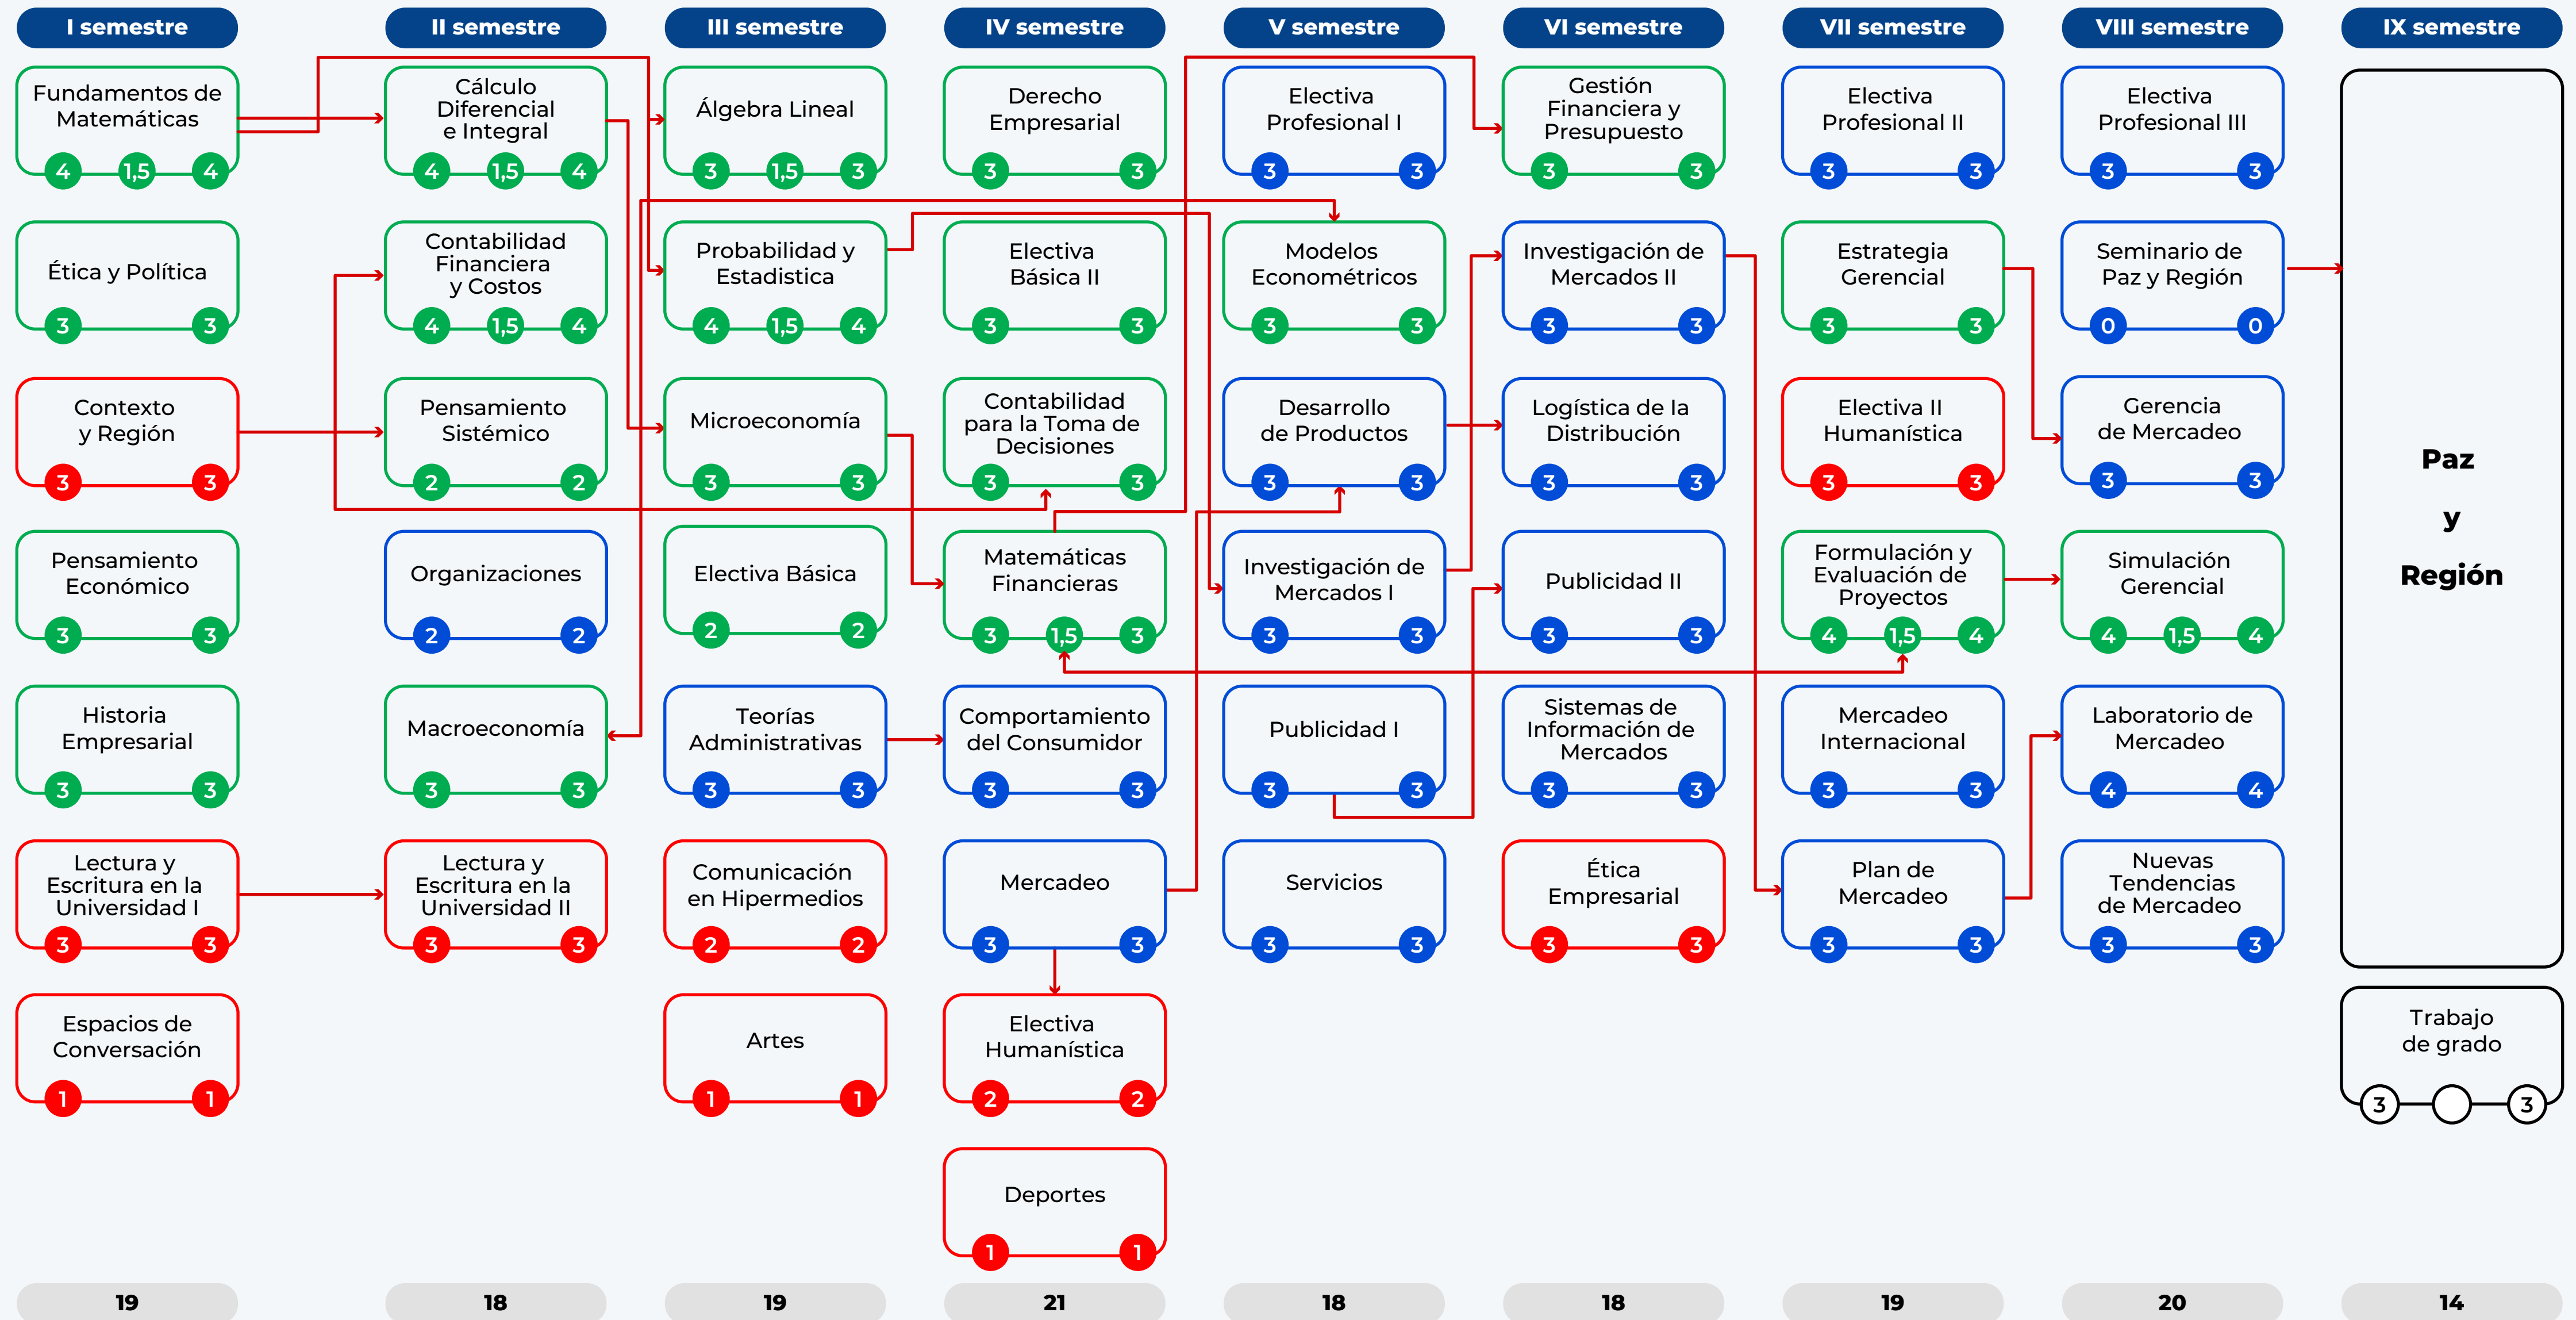 I semestre
Fundamentos de
Matemáticas
4 1,5 4
Ética y Política
3 3
Contexto
y Región
3 3
Pensamiento
Económico
3 3
Historia
Empresarial
3 3
Lectura y
Escritura en la
Universidad I
3 3
Espacios de
Conversación
1 1
19
II semestre
Cálculo
Diferencial
e Integral
4 1,5 4
Contabilidad
Financiera
y Costos
4 1,5 4
Pensamiento
Sistémico
2 2
Organizaciones
2 2
Macroeconomía
3 3
Lectura y
Escritura en la
Universidad II
3 3
18
III semestre
Álgebra Lineal
3 1,5 3
Probabilidad y
Estadistica
4 1,5 4
Microeconomía
3 3
Electiva Básica
2 2
Teorías
Administrativas
3 3
Comunicación
en Hipermedios
2 2
Artes
1 1
19
IV semestre
Derecho
Empresarial
3 3
Electiva
Básica II
3 3
Contabilidad
para la Toma de
Decisiones
3 3
Matemáticas
Financieras
3 1,5 3
Comportamiento
del Consumidor
3 3
Mercadeo
3 3
Electiva
Humanística
2 2
Deportes
1 1
21
V semestre
Electiva
Profesional I
3 3
Modelos
Econométricos
3 3
Desarrollo
de Productos
3 3
Investigación de
Mercados I
3 3
Publicidad I
3 3
Servicios
3 3
18
VI semestre
Gestión
Financiera y
Presupuesto
3 3
Investigación de
Mercados II
3 3
Logística de la
Distribución
3 3
Publicidad II
3 3
Sistemas de
Información de
Mercados
3 3
Ética
Empresarial
3 3
18
VII semestre
Electiva
Profesional II
3 3
Estrategia
Gerencial
3 3
Electiva II
Humanística
3 3
Formulación y
Evaluación de
Proyectos
4 1,5 4
Mercadeo
Internacional
3 3
Plan de
Mercadeo
3 3
19
VIII semestre
Electiva
Profesional III
3 3
Seminario de
Paz y Región
0 0
Gerencia
de Mercadeo
3 3
Simulación
Gerencial
4 1,5 4
Laboratorio de
Mercadeo
4 4
Nuevas
Tendencias
de Mercadeo
3 3
20
IX semestre
Paz
y
Región
Trabajo
de grado
3 3
14